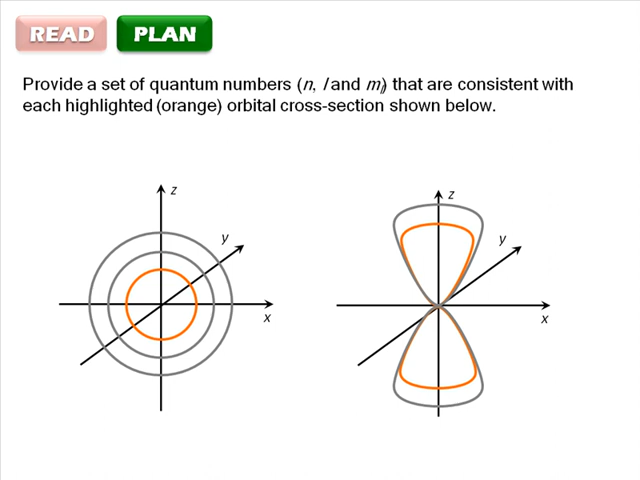 READ PLAN
Provide a set of quantum numbers (n, l and ml) that are consistent with
each highlighted (orange) orbital cross-section shown below.
z z
y y
x x